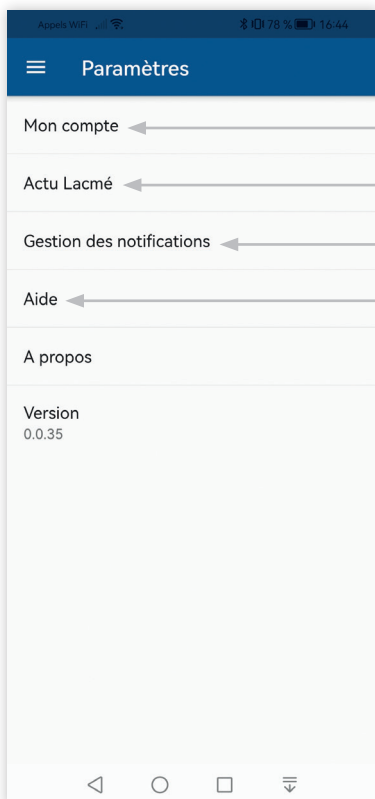 Appels WiFi 78 % 16:44
Paramètres
Mon compte
Actu Lacmé
Gestion des notifications
Aide
A propos
Version
0.0.35